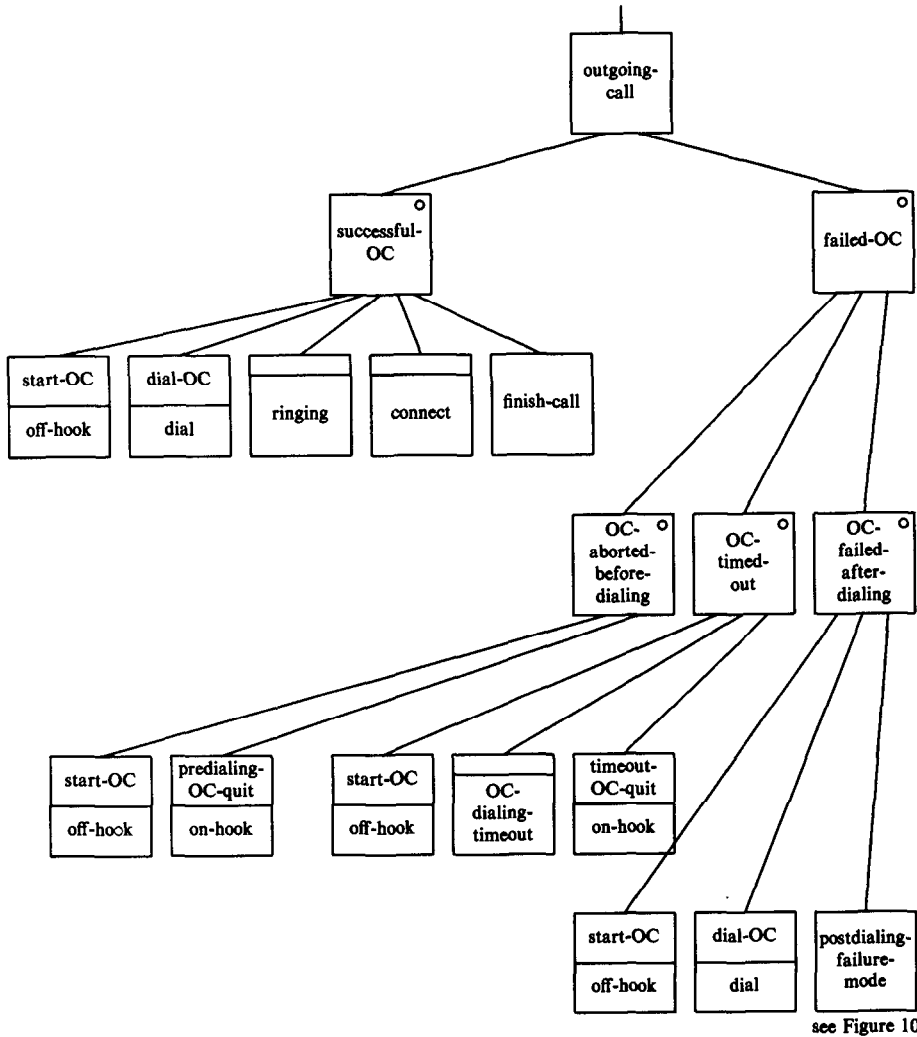 outgoing-
call
successful-
OC
failed-OC
start-OC
off-hook
dial-OC
dial
ringing
connect
finish-call
OC-
aborted-
before-
dialing
OC-
timed-
out
OC-
failed-
after-
dialing
start-OC
off-hook
predialing-
OC-quit
on-hook
start-OC
off-hook
OC-
dialing-
timeout
timeout-
OC-quit
on-hook
start-OC
off-hook
dial-OC
dial
postdialing-
failure-
mode
see Figure 10